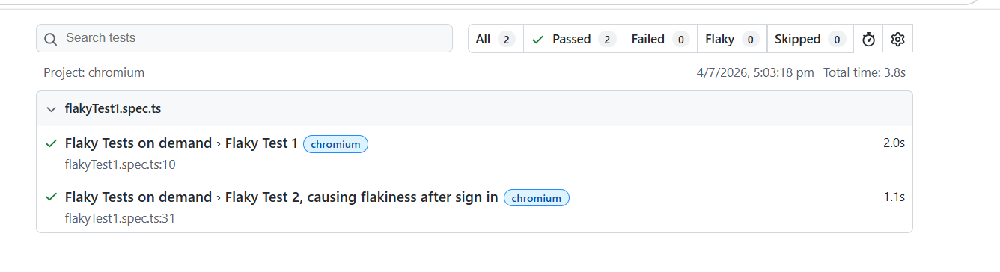 Search tests
All 2 Passed 2 Failed 0 Flaky 0 Skipped 0
Project: chromium 4/7/2026, 5:03:18 pm Total time: 3.8s
flakyTest1.spec.ts
Flaky Tests on demand › Flaky Test 1 chromium 2.0s
flakyTest1.spec.ts:10
Flaky Tests on demand › Flaky Test 2, causing flakiness after sign in chromium 1.1s
flakyTest1.spec.ts:31